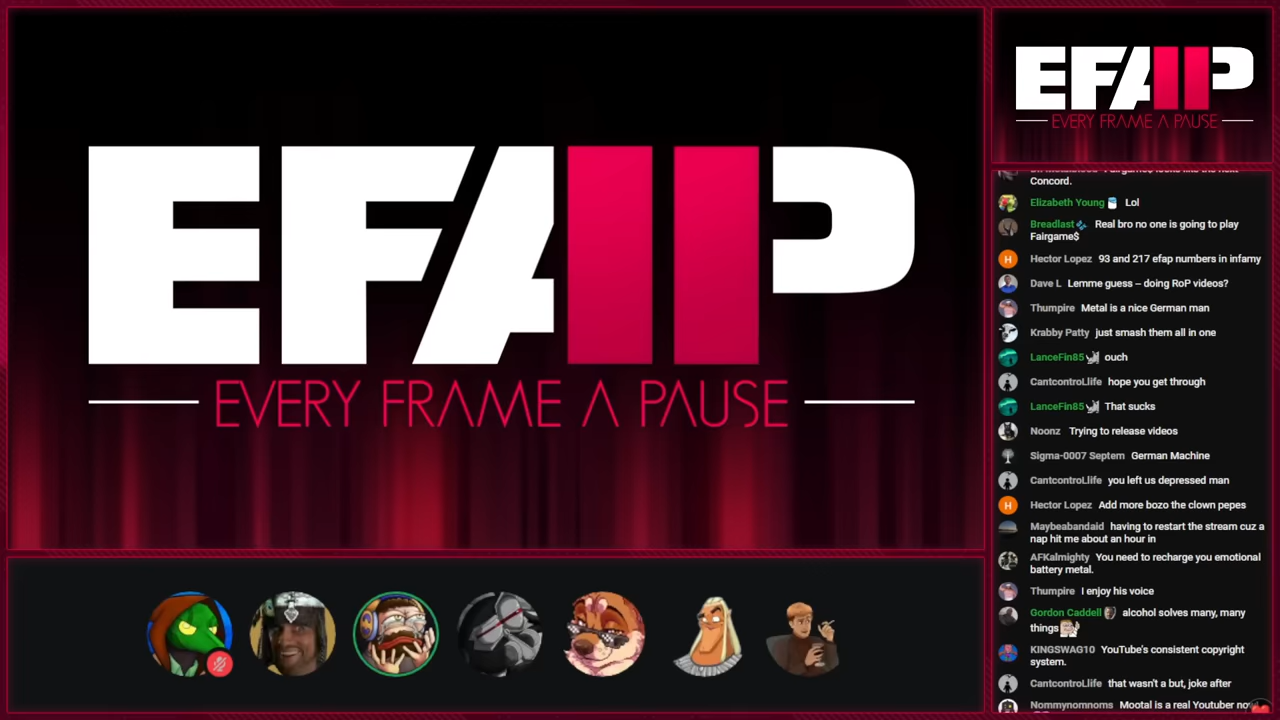 EFAP
EVERY FRAME A PAUSE
EFAP
EVERY FRAME A PAUSE
Concord.
Elizabeth Young Lol
Breadlast Real bro no one is going to play
Fairgame$
H Hector Lopez 93 and 217 efap numbers in infamy
Dave L Lemme guess – doing RoP videos?
Thumpire Metal is a nice German man
Krabby Patty just smash them all in one
LanceFin85 ouch
CantcontroLlife hope you get through
LanceFin85 That sucks
Noonz Trying to release videos
Sigma-0007 Septem German Machine
CantcontroLlife you left us depressed man
H Hector Lopez Add more bozo the clown pepes
Maybeabandaid having to restart the stream cuz a
nap hit me about an hour in
AFKalmighty You need to recharge you emotional
battery metal.
Thumpire I enjoy his voice
Gordon Caddell alcohol solves many, many
things
KINGSWAG10 YouTube's consistent copyright
system.
CantcontroLlife that wasn't a but, joke after
Nommynomnoms Mootal is a real Youtuber now